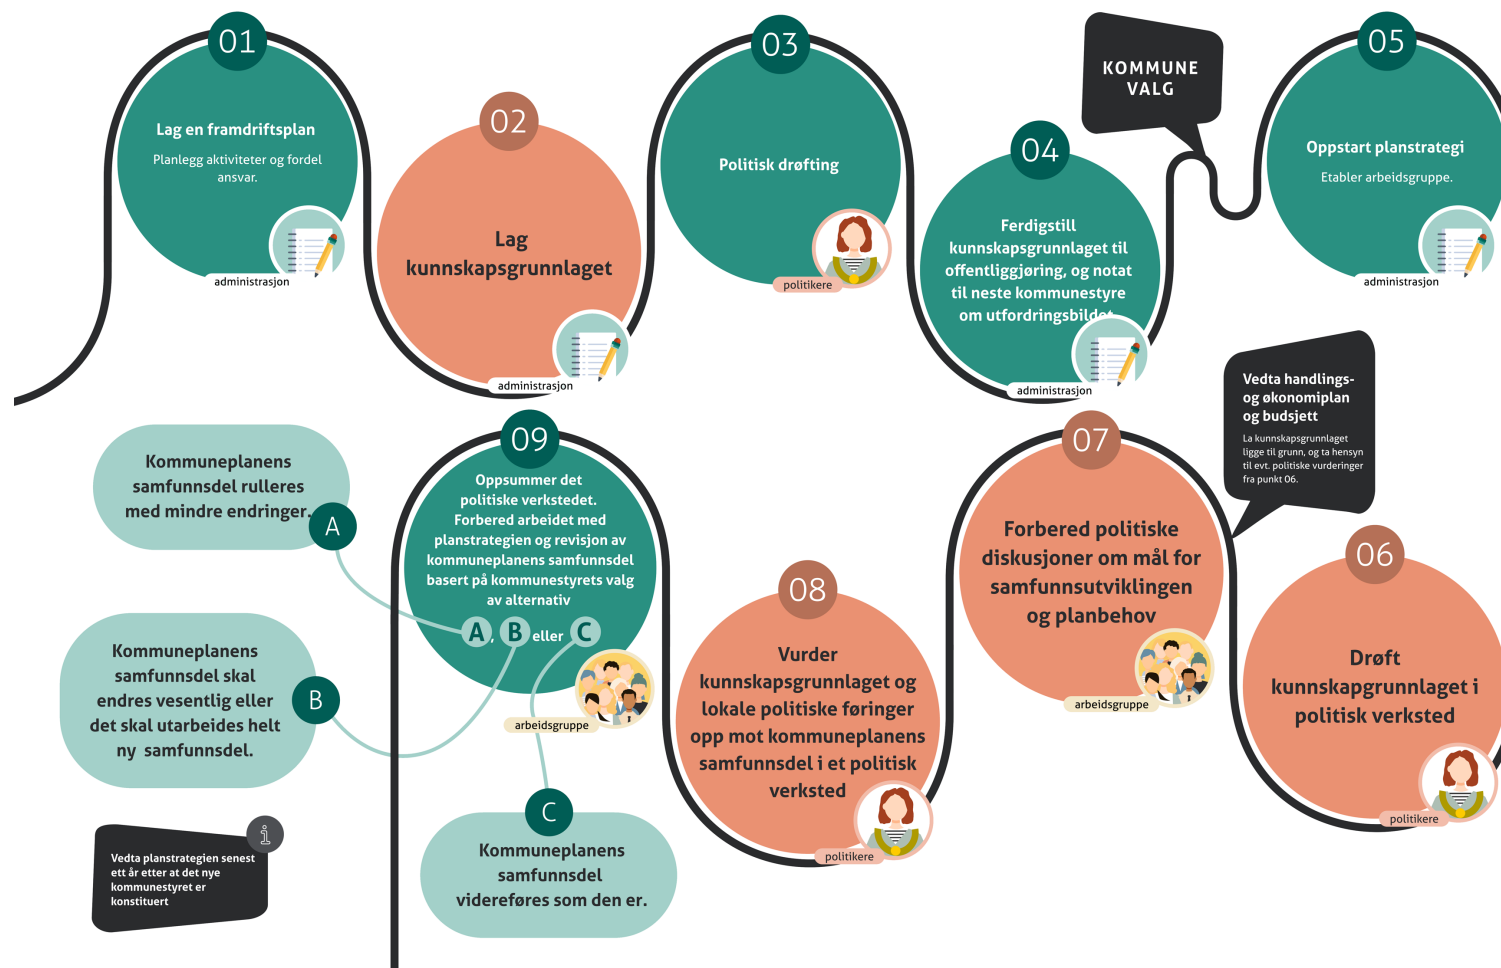 01
Lag en framdriftsplan
Planlegg aktiviteter og fordel
ansvar.
administrasjon
02
Lag
kunnskapsgrunnlaget
administrasjon
03
Politisk drøfting
politikere
04
Ferdigstill
kunnskapsgrunnlaget til
offentliggjøring, og notat
til neste kommunestyre
om utfordringsbildet
administrasjon
KOMMUNE
VALG
05
Oppstart planstrategi
Etabler arbeidsgruppe.
administrasjon
Vedta handlings-
og økonomiplan
og budsjett
La kunnskapsgrunnlaget
ligge til grunn, og ta hensyn
til evt. politiske vurderinger
fra punkt 06.
06
Drøft
kunnskapgrunnlaget i
politisk verksted
politikere
07
Forbered politiske
diskusjoner om mål for
samfunnsutviklingen
og planbehov
arbeidsgruppe
08
Vurder
kunnskapsgrunnlaget og
lokale politiske føringer
opp mot kommuneplanens
samfunnsdel i et politisk
verksted
politikere
09
Oppsummer det
politiske verkstedet.
Forbered arbeidet med
planstrategien og revisjon av
kommuneplanens samfunnsdel
basert på kommunestyrets valg
av alternativ
A, B eller C
arbeidsgruppe
Kommuneplanens
samfunnsdel rulleres
med mindre endringer.
A
Kommuneplanens
samfunnsdel skal
endres vesentlig eller
det skal utarbeides helt
ny samfunnsdel.
B
C
Kommuneplanens
samfunnsdel
videreføres som den er.
i
Vedta planstrategien senest
ett år etter at det nye
kommunestyret er
konstituert